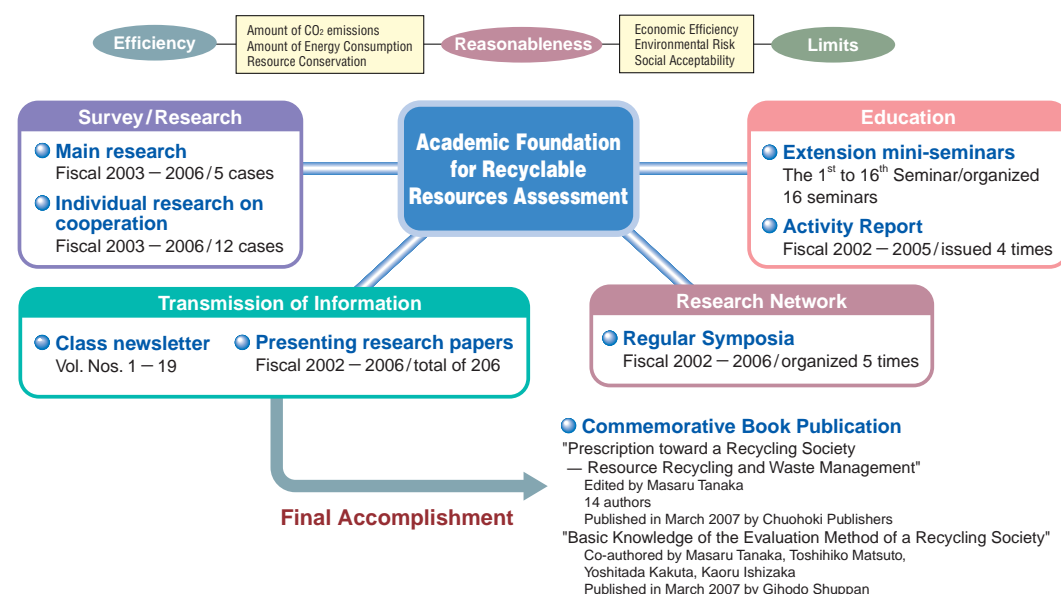 Efficiency
Amount of CO₂ emissions
Amount of Energy Consumption
Resource Conservation
Reasonableness
Economic Efficiency
Environmental Risk
Social Acceptability
Limits
Survey/Research
Main research
Fiscal 2003 – 2006/5 cases
Individual research on
cooperation
Fiscal 2003 – 2006/12 cases
Academic Foundation
for Recyclable
Resources Assessment
Education
Extension mini-seminars
The 1st to 16th Seminar/organized
16 seminars
Activity Report
Fiscal 2002 – 2005/issued 4 times
Transmission of Information
Class newsletter
Vol. Nos. 1 – 19
Presenting research papers
Fiscal 2002 – 2006/total of 206
Research Network
Regular Symposia
Fiscal 2002 – 2006/organized 5 times
Final Accomplishment
Commemorative Book Publication
"Prescription toward a Recycling Society
— Resource Recycling and Waste Management"
Edited by Masaru Tanaka
14 authors
Published in March 2007 by Chuohoki Publishers
"Basic Knowledge of the Evaluation Method of a Recycling Society"
Co-authored by Masaru Tanaka, Toshihiko Matsuto,
Yoshitada Kakuta, Kaoru Ishizaka
Published in March 2007 by Gihodo Shuppan